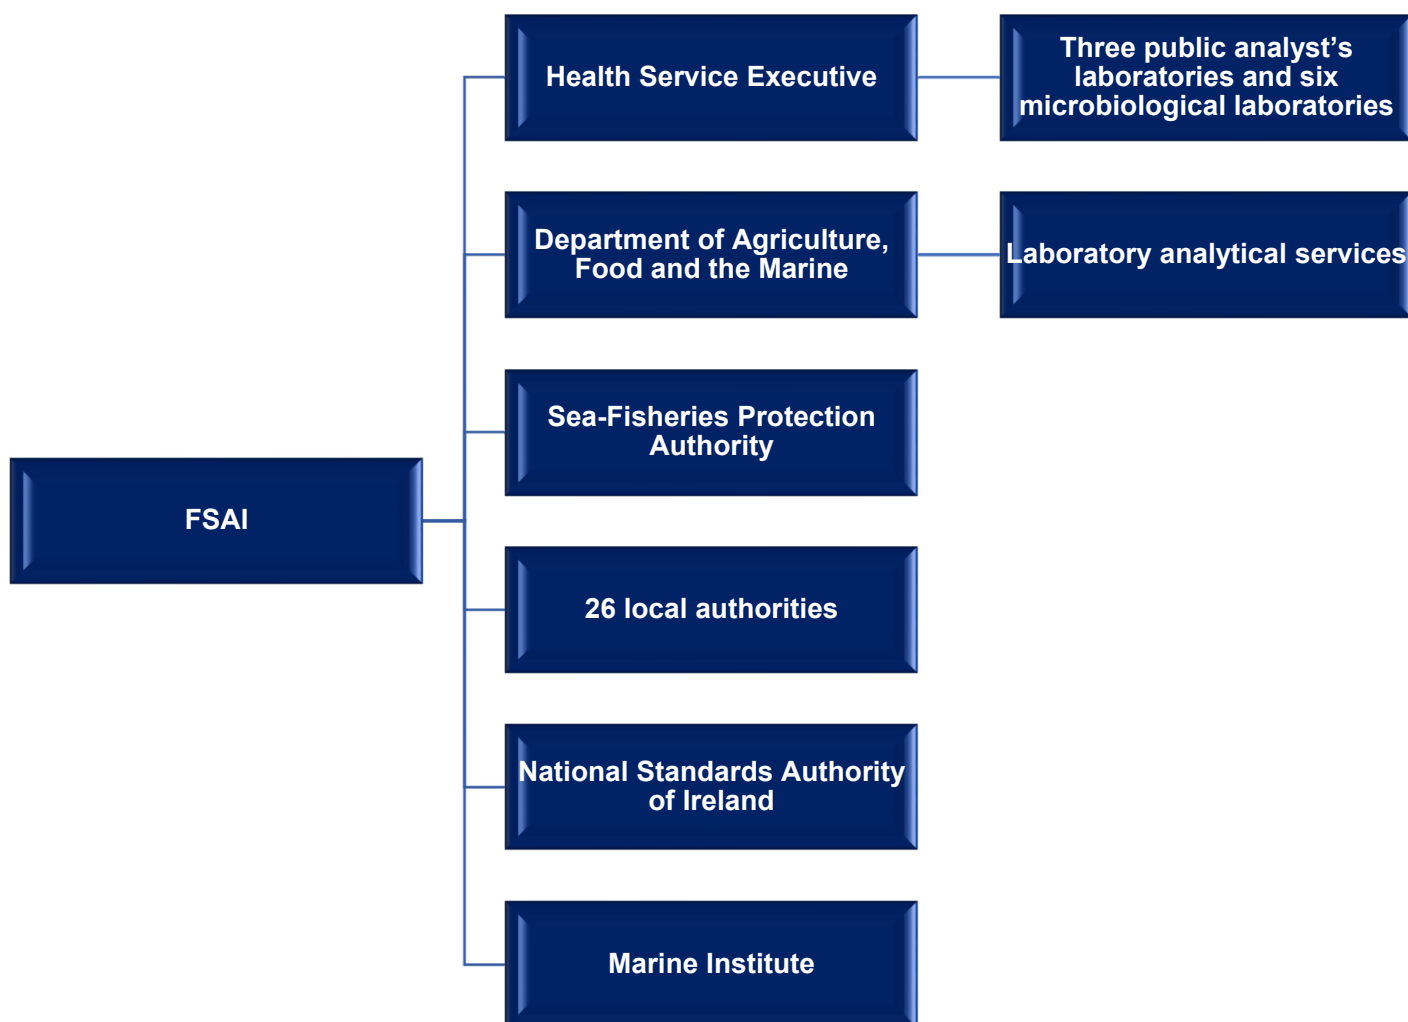 Health Service Executive
Three public analyst’s
laboratories and six
microbiological laboratories
Department of Agriculture,
Food and the Marine
Laboratory analytical services
Sea-Fisheries Protection
Authority
FSAI
26 local authorities
National Standards Authority
of Ireland
Marine Institute